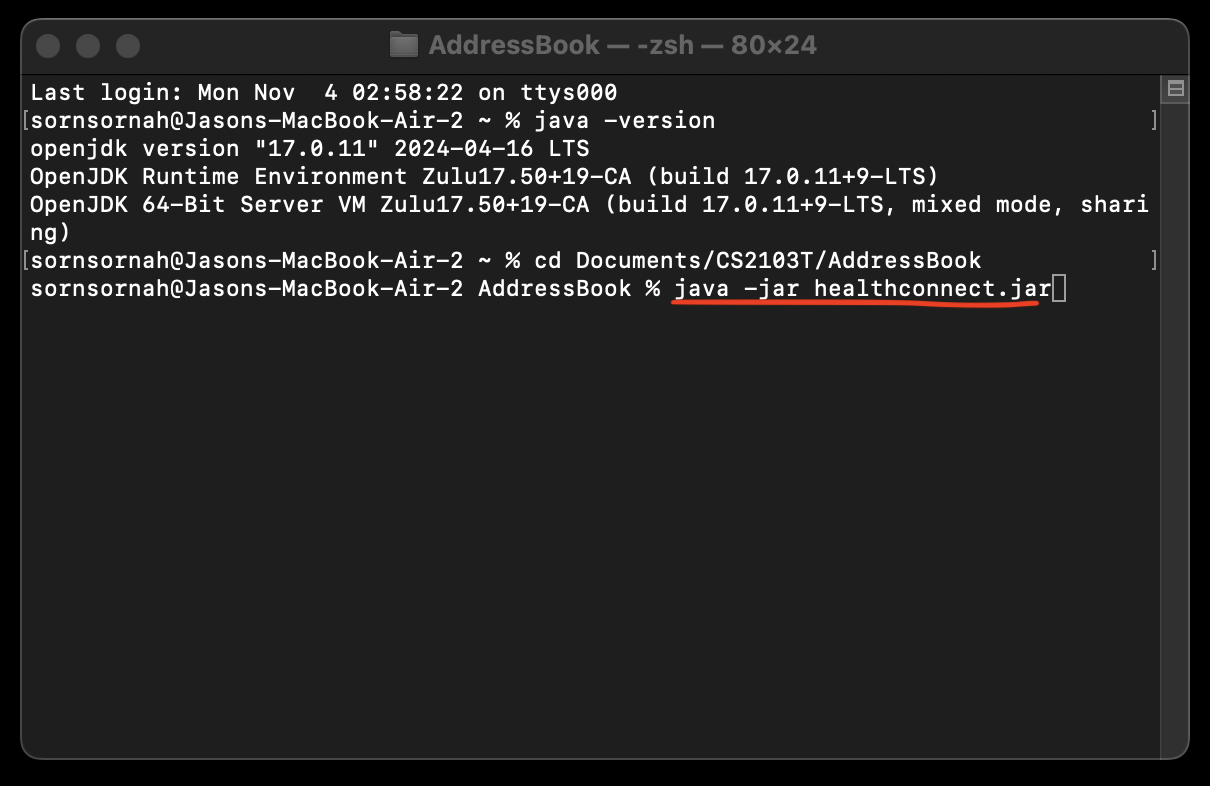 AddressBook — -zsh — 80×24
Last login: Mon Nov  4 02:58:22 on ttys000
[sornsornah@Jasons-MacBook-Air-2 ~ % java -version ]
openjdk version "17.0.11" 2024-04-16 LTS
OpenJDK Runtime Environment Zulu17.50+19-CA (build 17.0.11+9-LTS)
OpenJDK 64-Bit Server VM Zulu17.50+19-CA (build 17.0.11+9-LTS, mixed mode, shari
ng)
[sornsornah@Jasons-MacBook-Air-2 ~ % cd Documents/CS2103T/AddressBook ]
sornsornah@Jasons-MacBook-Air-2 AddressBook % java -jar healthconnect.jar